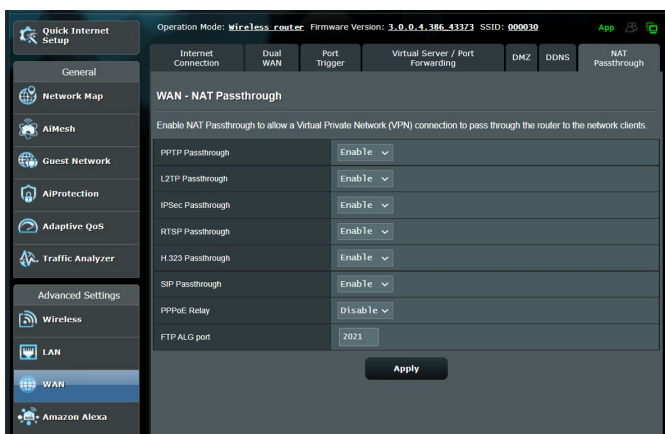 Quick Internet
Setup
Operation Mode: Wireless router Firmware Version: 3.0.0.4.386_43373 SSID: 000030
App
Internet
Connection
Dual
WAN
Port
Trigger
Virtual Server / Port
Forwarding
DMZ
DDNS
NAT
Passthrough
General
Network Map
AiMesh
Guest Network
AiProtection
Adaptive QoS
Traffic Analyzer
Advanced Settings
Wireless
LAN
WAN
Amazon Alexa
WAN - NAT Passthrough
Enable NAT Passthrough to allow a Virtual Private Network (VPN) connection to pass through the router to the network clients.
PPTP Passthrough Enable
L2TP Passthrough Enable
IPSec Passthrough Enable
RTSP Passthrough Enable
H.323 Passthrough Enable
SIP Passthrough Enable
PPPoE Relay Disable
FTP ALG port 2021
Apply